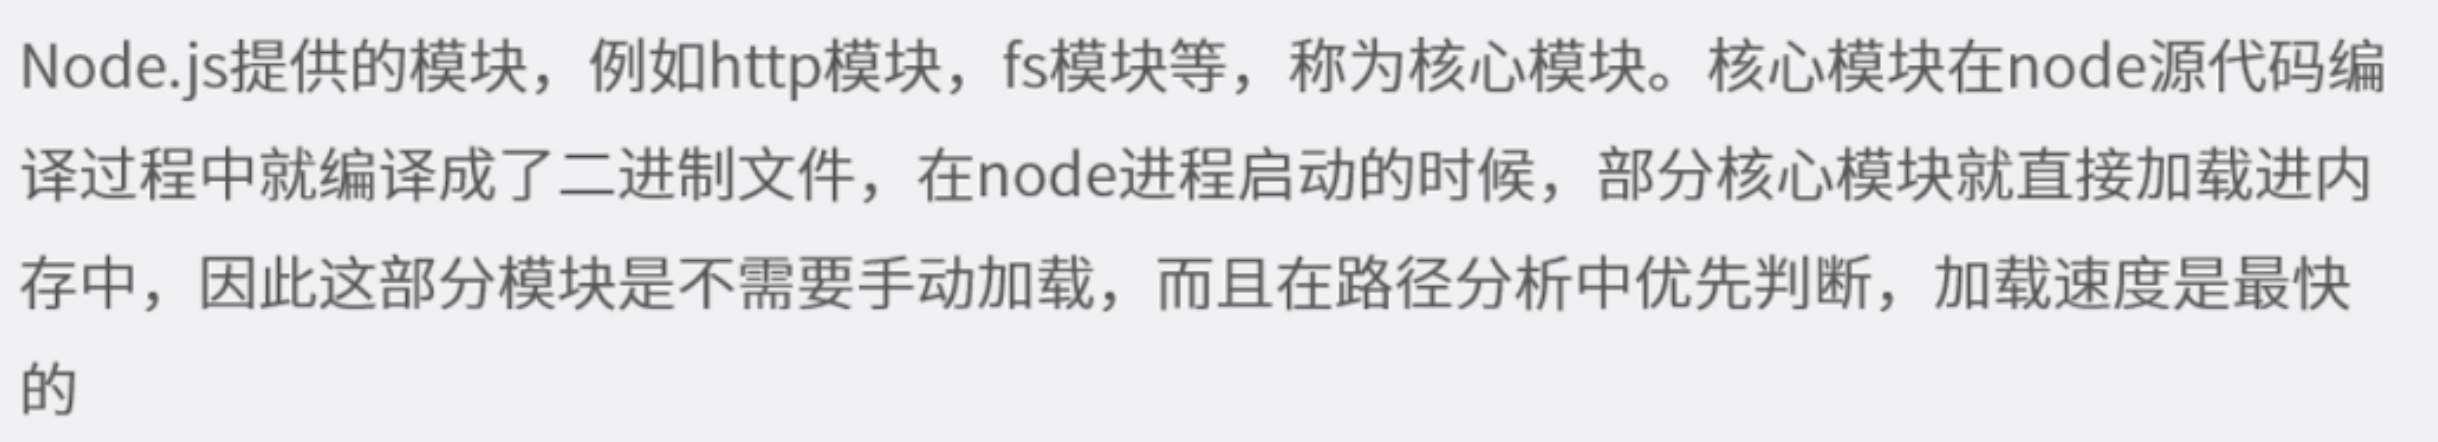 Node.js提供的模块，例如http模块，fs模块等，称为核心模块。核心模块在node源代码编
译过程中就编译成了二进制文件，在node进程启动的时候，部分核心模块就直接加载进内
存中，因此这部分模块是不需要手动加载，而且在路径分析中优先判断，加载速度是最快
的